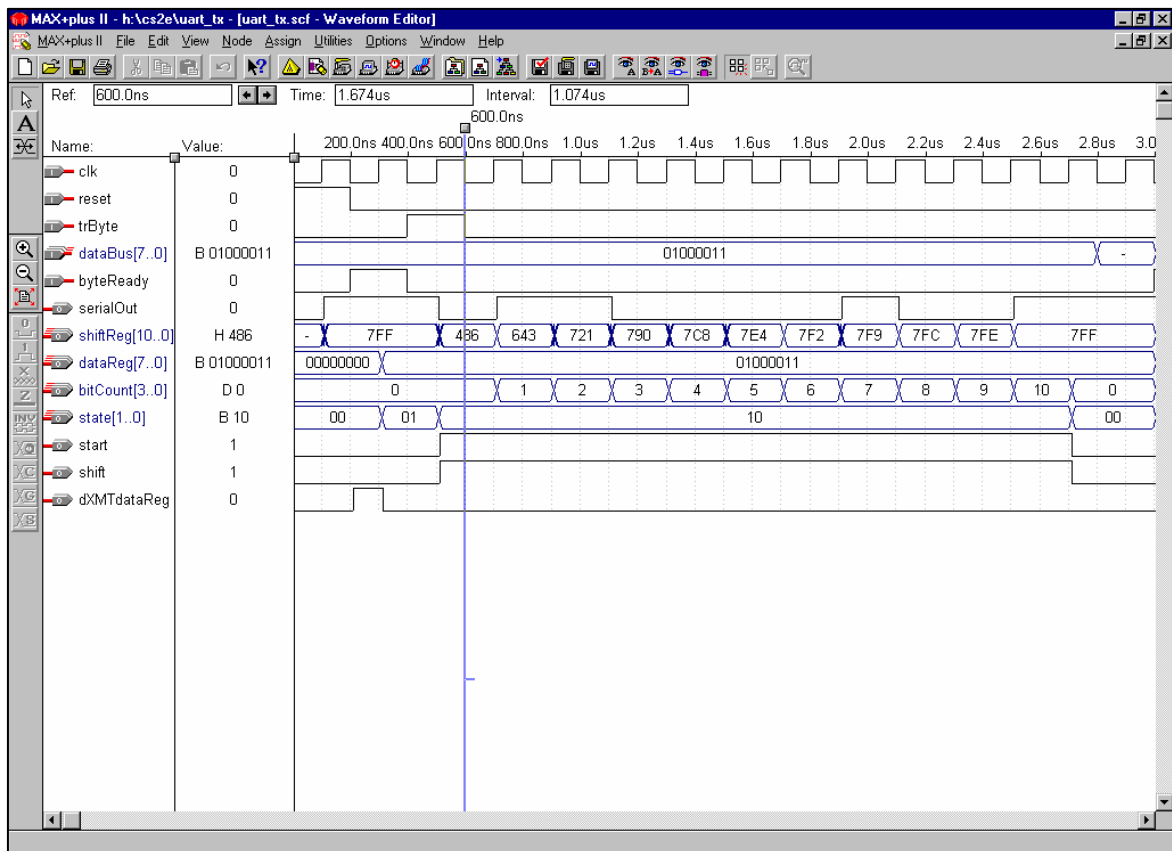 MAX+plus II - h:\cs2e\uart_tx - [uart_tx.scf - Waveform Editor]
MAX+plus II File Edit View Node Assign Utilities Options Window Help
Ref: 600.0ns Time: 1.674us Interval: 1.074us
600.0ns
Name: Value: 200.0ns 400.0ns 600.0ns 800.0ns 1.0us 1.2us 1.4us 1.6us 1.8us 2.0us 2.2us 2.4us 2.6us 2.8us 3.0
clk 0
reset 0
trByte 0
dataBus[7..0] B 01000011 01000011 -
byteReady 0
serialOut 0
shiftReg[10..0] H 486 - 7FF 486 643 721 790 7C8 7E4 7F2 7F9 7FC 7FE 7FF
dataReg[7..0] B 01000011 00000000 01000011
bitCount[3..0] D 0 0 1 2 3 4 5 6 7 8 9 10 0
state[1..0] B 10 00 01 10 00
start 1
shift 1
dXMTdataReg 0